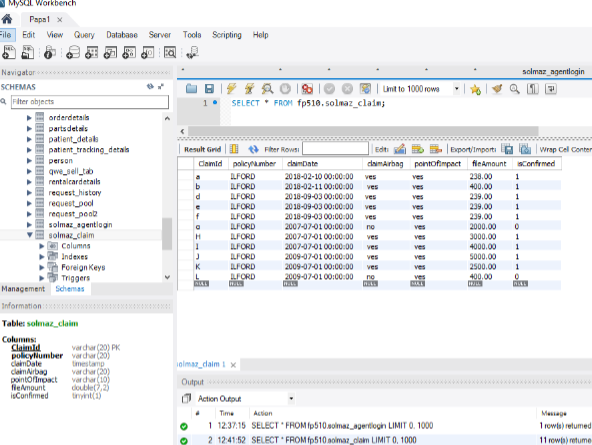 MySQL Workbench
Papa1 x
File Edit View Query Database Server Tools Scripting Help
Navigator
SCHEMAS
Filter objects
orderdetails
partsdetails
patient_details
patient_tracking_details
person
qwe_sell_tab
rentalcardetails
request_history
request_pool
request_pool2
solmaz_agentlogin
solmaz_claim
Columns
Indexes
Foreign Keys
Triggers
Management Schemas
Information
Table: solmaz_claim
Columns:
ClaimId varchar(20) PK
policyNumber varchar(20)
claimDate timestamp
claimAirbag varchar(20)
pointOfImpact varchar(10)
fileAmount double(7,2)
isConfirmed tinyint(1)
solmaz_agentlogin
Limit to 1000 rows
1 SELECT * FROM fp510.solmaz_claim;
Result Grid Filter Rows: Edit: Export/Import: Wrap Cell Conten
ClaimId policyNumber claimDate claimAirbag pointOfImpact fileAmount isConfirmed
a ILFORD 2018-02-10 00:00:00 yes yes 238.00 1
b ILFORD 2018-02-11 00:00:00 yes yes 400.00 1
d ILFORD 2018-09-03 00:00:00 yes yes 239.00 1
e ILFORD 2018-09-03 00:00:00 yes yes 239.00 1
f ILFORD 2018-09-03 00:00:00 yes yes 239.00 1
ILFORD 2007-07-01 00:00:00 no yes 2000.00 0
H ILFORD 2007-07-01 00:00:00 yes yes 3000.00 1
I ILFORD 2007-07-01 00:00:00 yes yes 4000.00 1
J ILFORD 2009-07-01 00:00:00 yes yes 5000.00 1
K ILFORD 2009-07-01 00:00:00 yes yes 2500.00 1
L ILFORD 2009-07-01 00:00:00 no yes 400.00 0
NULL NULL NULL NULL NULL NULL NULL
olmaz_claim 1 x
Output
Action Output
# Time Action Message
1 12:37:15 SELECT * FROM fp510.solmaz_agentlogin LIMIT 0, 1000 1 row(s) returned
2 12:41:52 SELECT * FROM fp510.solmaz_claim LIMIT 0, 1000 11 row(s) returned